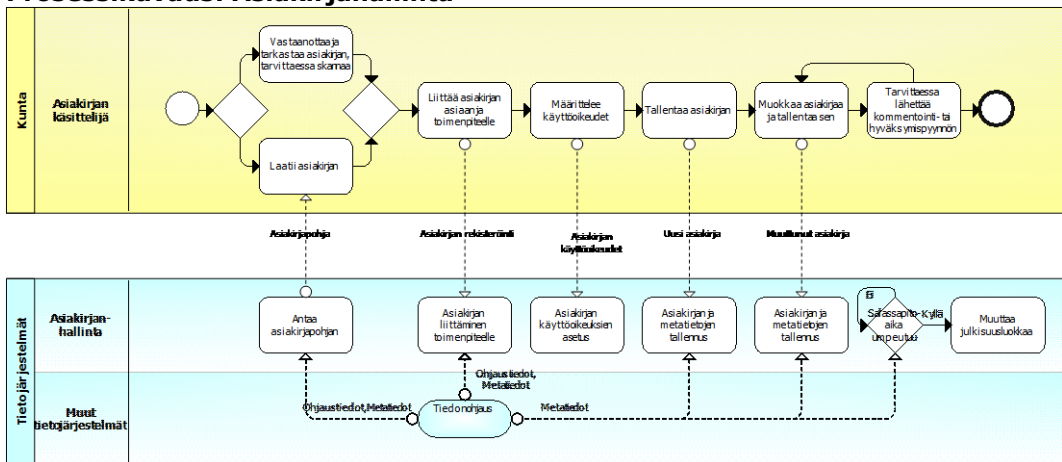 Prosessikuvaus: Asiakirjahallinta
Kunta
Asiakirjan
käsittelijä
Vastaanottaa ja
tarkastaa asiakirjan,
tarvittaessa skannaa
Laatii asiakirjan
Liittää asiakirjan
asiaan ja
toimenpiteelle
Määrittelee
käyttöoikeudet
Tallentaa asiakirjan
Muokkaa asiakirjaa
ja tallentaa sen
Tarvittaessa
lähettää
kommentointi- tai
hyväksymispyynnön
Asiakirjapohja
Asiakirjan rekisteröinti
Asiakirjan
käyttöoikeudet
Uusi asiakirja
Muuttunut asiakirja
Tietojärjestelmät
Asiakirjan-
hallinta
Antaa
asiakirjapohjan
Asiakirjan
liittäminen
toimenpiteelle
Asiakirjan
käyttöoikeuksien
asetus
Asiakirjan ja
metatietojen
tallennus
Asiakirjan ja
metatietojen
tallennus
Ei
Salassapito-
aika
umpeutuu
Kyllä
Muuttaa
julkisuusluokkaa
Muut
tietojärjestelmät
Ohjaustiedot,
Metatiedot
Ohjaustiedot,Metatiedot
Tiedonohjaus
Metatiedot